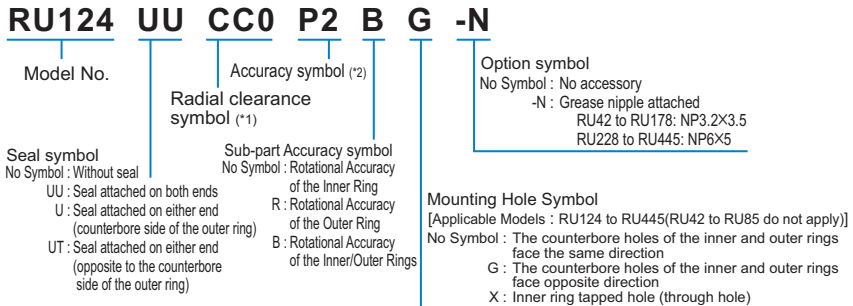 RU124 UU CC0 P2 B G -N
Model No.
Accuracy symbol (*2)
Radial clearance
symbol (*1)
Option symbol
No Symbol : No accessory
-N : Grease nipple attached
RU42 to RU178: NP3.2×3.5
RU228 to RU445: NP6×5
Seal symbol
No Symbol : Without seal
UU : Seal attached on both ends
U : Seal attached on either end
(counterbore side of the outer ring)
UT : Seal attached on either end
(opposite to the counterbore
side of the outer ring)
Sub-part Accuracy symbol
No Symbol : Rotational Accuracy
of the Inner Ring
R : Rotational Accuracy
of the Outer Ring
B : Rotational Accuracy
of the Inner/Outer Rings
Mounting Hole Symbol
[Applicable Models : RU124 to RU445(RU42 to RU85 do not apply)]
No Symbol : The counterbore holes of the inner and outer rings
face the same direction
G : The counterbore holes of the inner and outer rings
face opposite direction
X : Inner ring tapped hole (through hole)